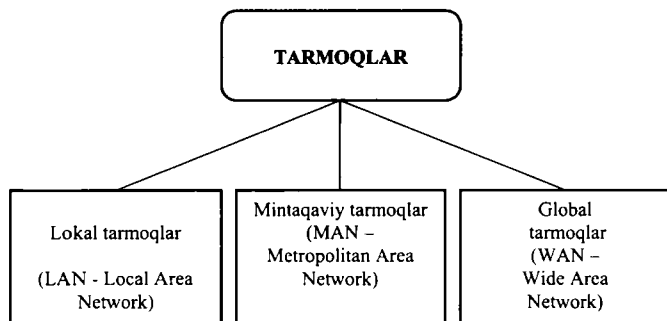 TARMOQLAR
Lokal tarmoqlar
(LAN - Local Area
Network)
Mintaqaviy tarmoqlar
(MAN –
Metropolitan Area
Network)
Global
tarmoqlar
(WAN –
Wide Area
Network)